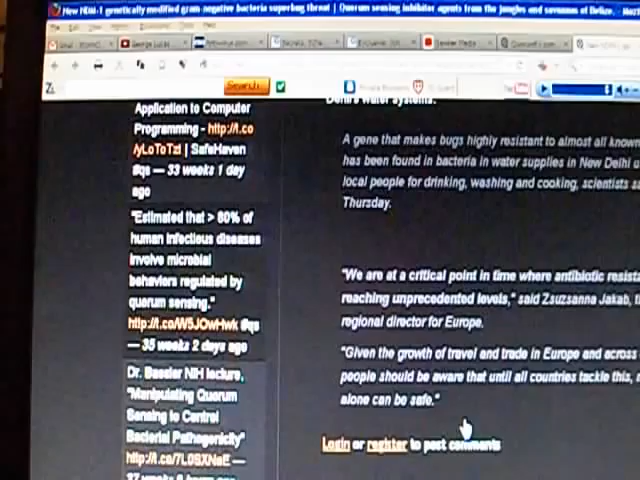 New NDM-1 genetically modified gram-negative bacteria superbug threat | Quorum sensing inhibitor agents from the jungles and savannas of Belize. - Moz
Search
Application to Computer
Programming - http://t.co
/yLoToTzl | SafeHaven
#qs — 33 weeks 1 day
ago
"Estimated that > 80% of
human infectious diseases
involve microbial
behaviors regulated by
quorum sensing."
http://t.co/W5JOwHwk #qs
— 35 weeks 2 days ago
Dr. Bassler NIH lecture,
"Manipulating Quorum
Sensing to Control
Bacterial Pathogenicity"
http://t.co/7L0SXNeE —
Delhi's water systems.
A gene that makes bugs highly resistant to almost all known
has been found in bacteria in water supplies in New Delhi u
local people for drinking, washing and cooking, scientists sa
Thursday.
"We are at a critical point in time where antibiotic resista
reaching unprecedented levels," said Zsuzsanna Jakab, t
regional director for Europe.
"Given the growth of travel and trade in Europe and across
people should be aware that until all countries tackle this,
alone can be safe."
Login or register to post comments